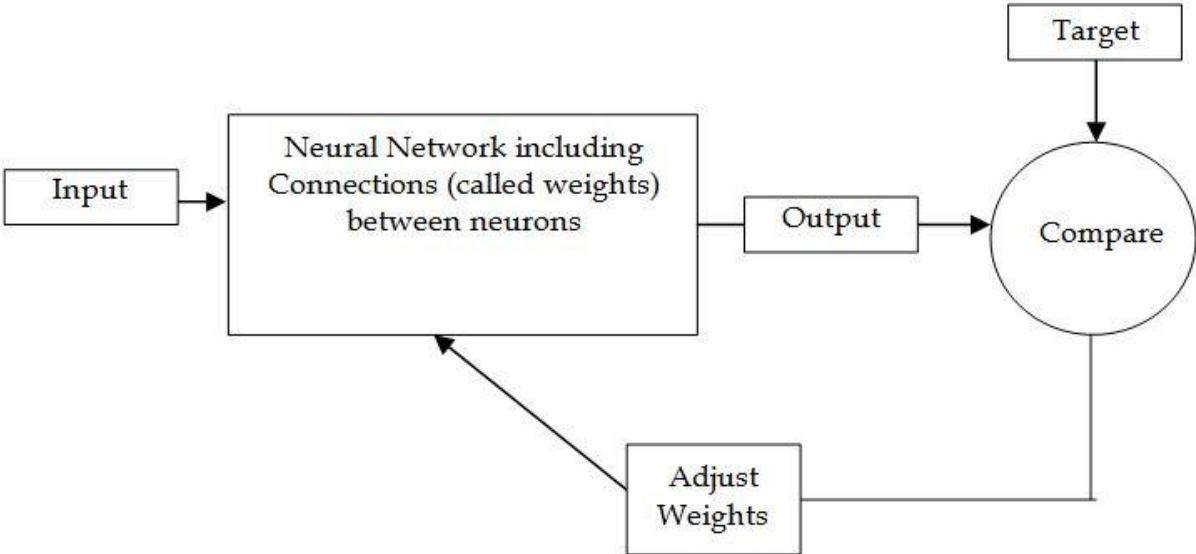 Target
Neural Network including
Connections (called weights)
between neurons
Input
Output
Compare
Adjust
Weights